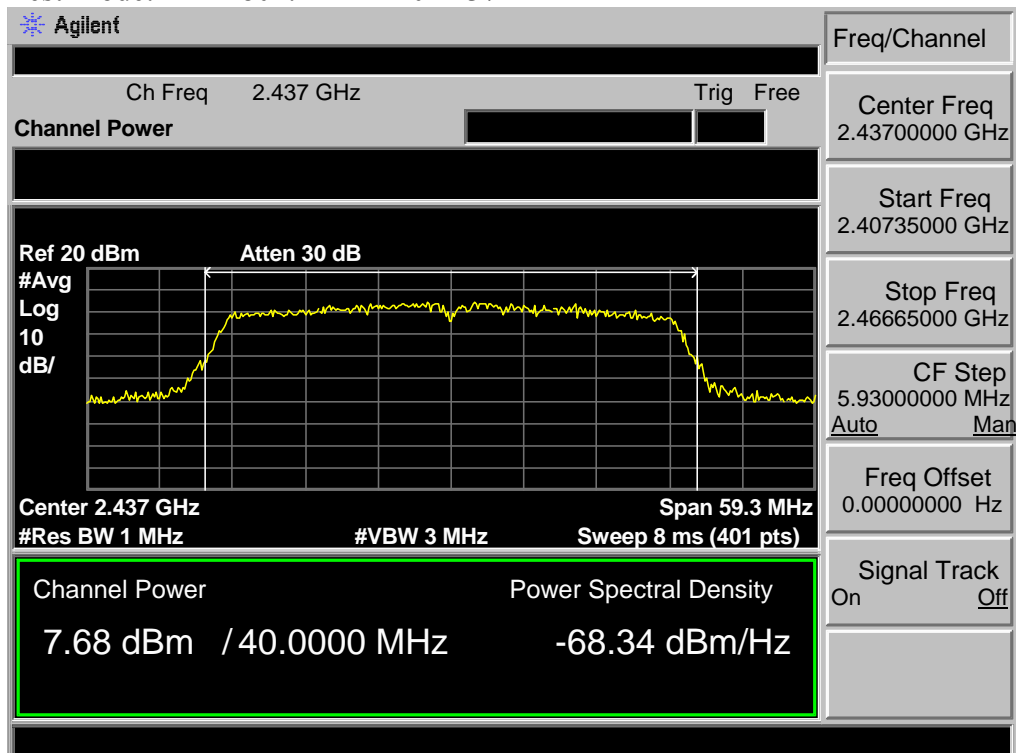 Agilent
Freq/Channel
Ch Freq 2.437 GHz Trig Free
Channel Power
Center Freq
2.43700000 GHz
Start Freq
2.40735000 GHz
Stop Freq
2.46665000 GHz
CF Step
5.93000000 MHz
Auto Man
Freq Offset
0.00000000 Hz
Signal Track
On Off
Ref 20 dBm Atten 30 dB
#Avg
Log
10
dB/
Center 2.437 GHz Span 59.3 MHz
#Res BW 1 MHz #VBW 3 MHz Sweep 8 ms (401 pts)
Channel Power Power Spectral Density
7.68 dBm / 40.0000 MHz -68.34 dBm/Hz